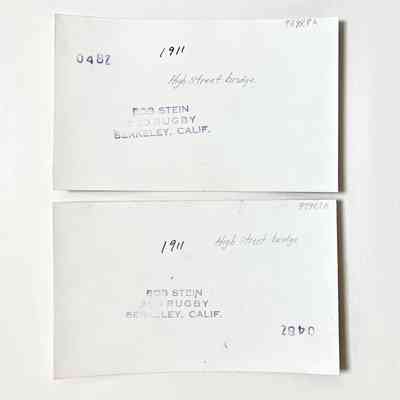 0482
1911
High Street bridge
BOB STEIN
RUGBY
BERKELEY, CALIF.
1911
High Street bridge
BOB STEIN
RUGBY
BERKELEY, CALIF.
0482